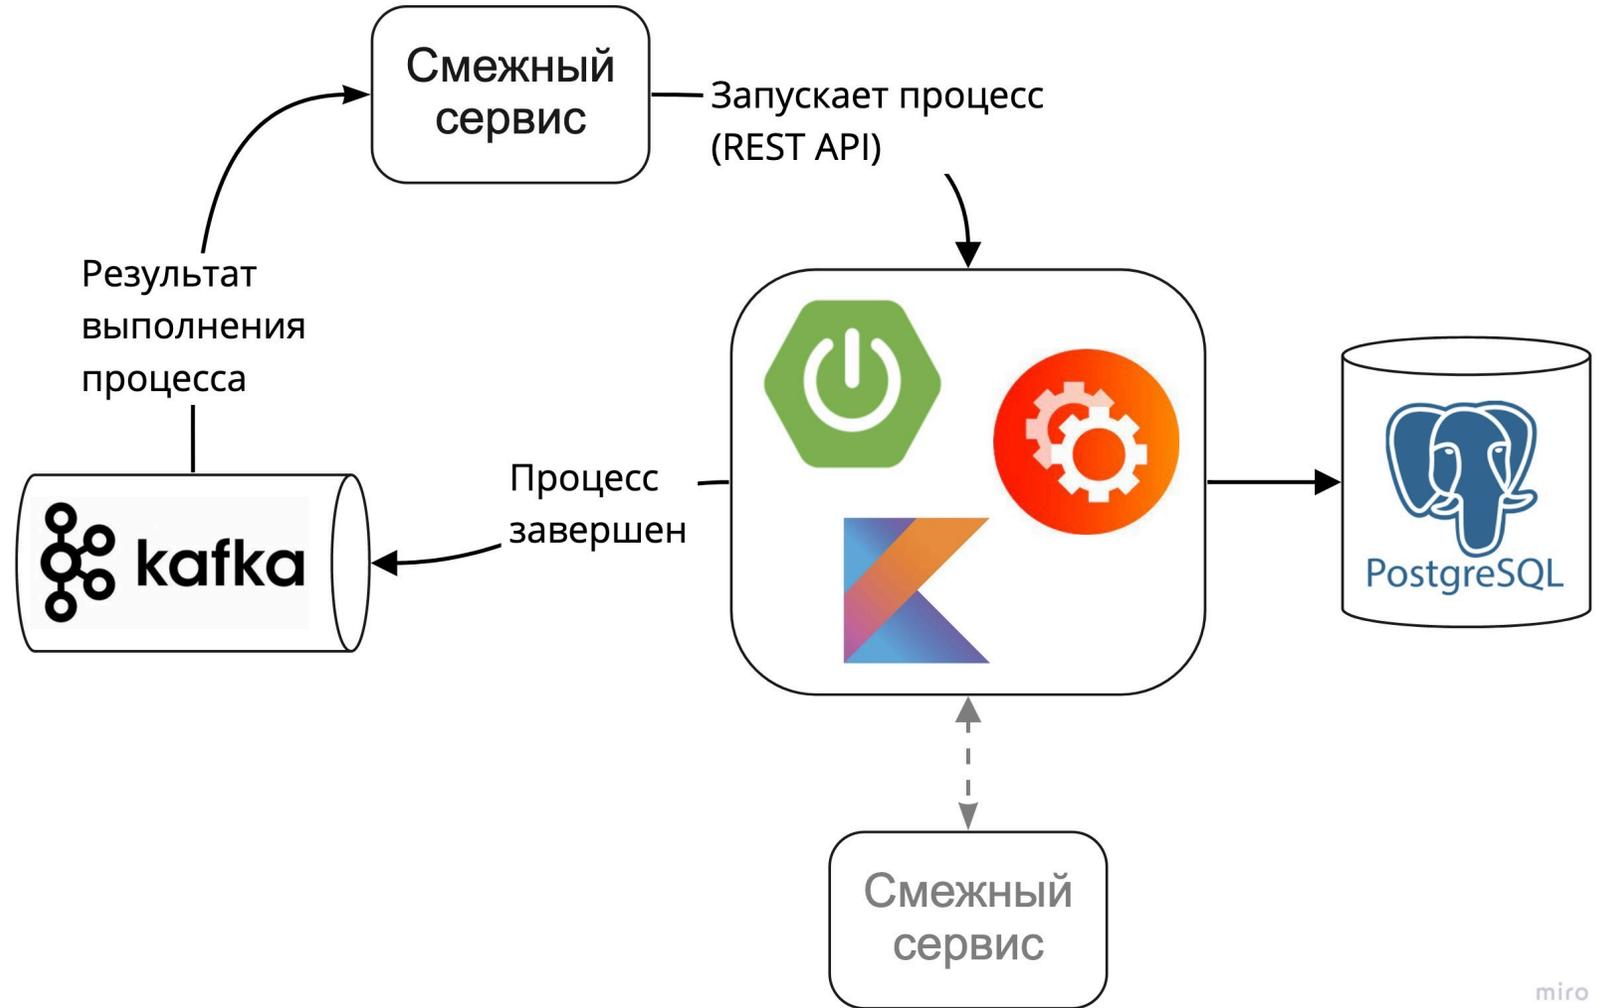 Смежный
сервис
Запускает процесс
(REST API)
Результат
выполнения
процесса
Процесс
завершен
kafka
PostgreSQL
Смежный
сервис
miro